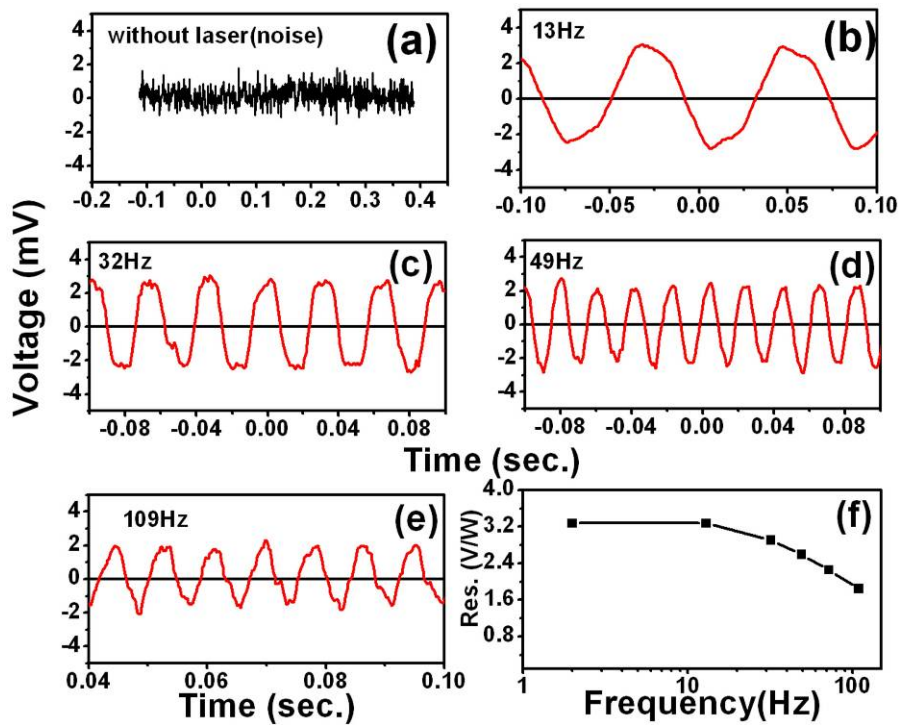 without laser(noise) (a)
4
2
0
-2
-4
-0.2 -0.1 0.0 0.1 0.2 0.3 0.4
13Hz (b)
4
2
0
-2
-4
-0.10 -0.05 0.00 0.05 0.10
Voltage (mV)
32Hz (c)
4
2
0
-2
-4
-0.08 -0.04 0.00 0.04 0.08
49Hz (d)
4
2
0
-2
-4
-0.08 -0.04 0.00 0.04 0.08
Time (sec.)
109Hz (e)
4
2
0
-2
-4
0.04 0.06 0.08 0.10
Time (sec.)
(f)
Res. (V/W)
4.0
3.2
2.4
1.6
0.8
1 10 100
Frequency(Hz)